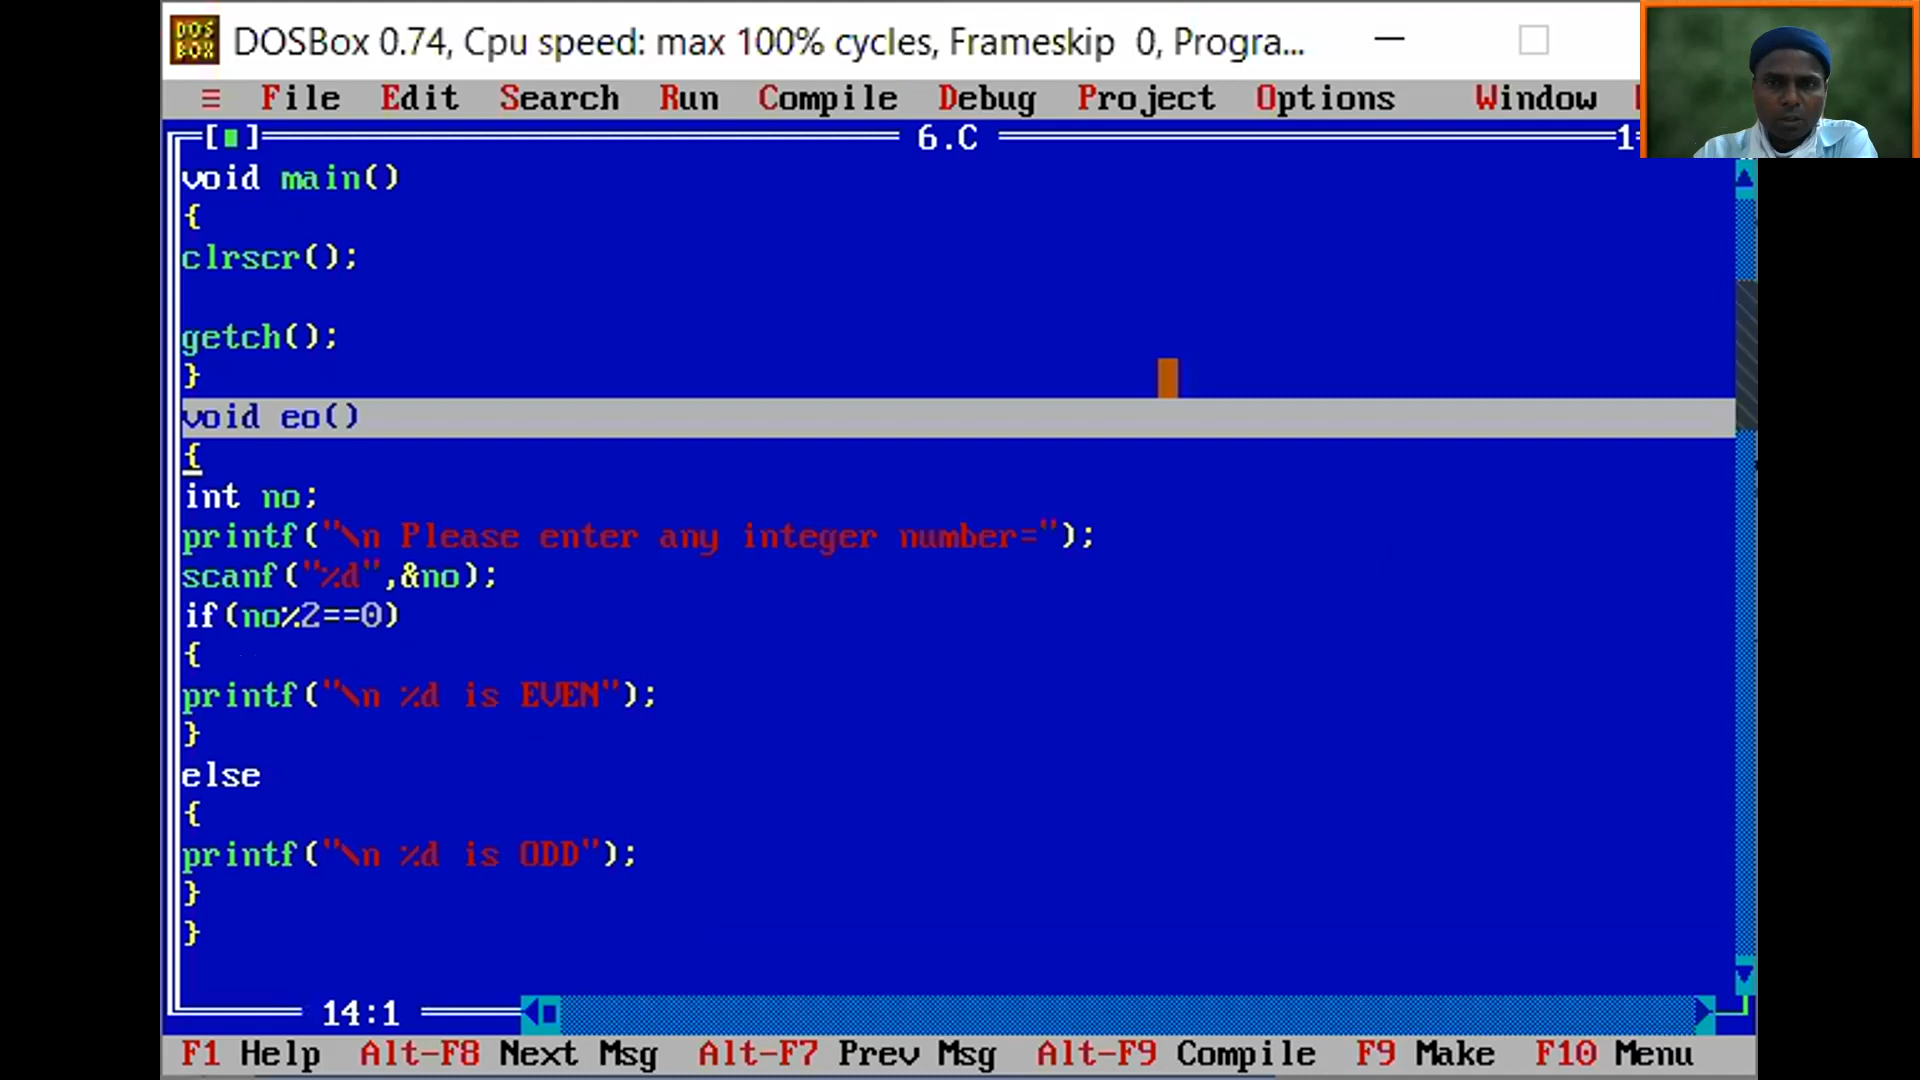 DOS
BOX
DOSBox 0.74, Cpu speed: max 100% cycles, Frameskip 0, Progra...
≡ File Edit Search Run Compile Debug Project Options Window
[■] 6.C 1
void main()
{
clrscr();
getch();
}
void eo()
{
int no;
printf("\n Please enter any integer number=");
scanf("%d",&no);
if(no%2==0)
{
printf("\n %d is EVEN");
}
else
{
printf("\n %d is ODD");
}
}
14:1
F1 Help Alt-F8 Next Msg Alt-F7 Prev Msg Alt-F9 Compile F9 Make F10 Menu